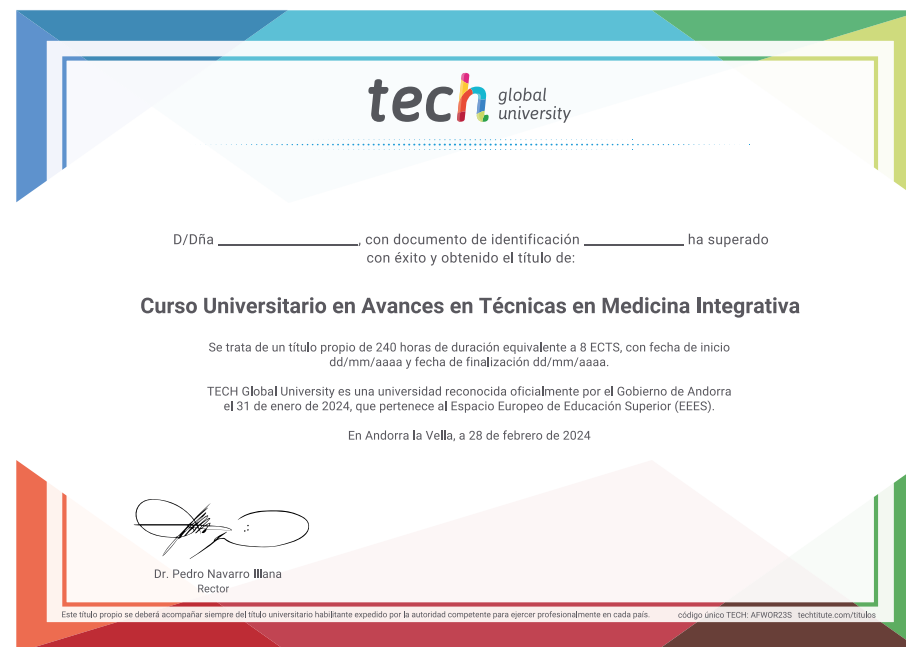 tech global university
D/Dña ____________________, con documento de identificación ______________ ha superado
con éxito y obtenido el título de:
Curso Universitario en Avances en Técnicas en Medicina Integrativa
Se trata de un título propio de 240 horas de duración equivalente a 8 ECTS, con fecha de inicio
dd/mm/aaaa y fecha de finalización dd/mm/aaaa.
TECH Global University es una universidad reconocida oficialmente por el Gobierno de Andorra
el 31 de enero de 2024, que pertenece al Espacio Europeo de Educación Superior (EEES).
En Andorra la Vella, a 28 de febrero de 2024
Dr. Pedro Navarro Illana
Rector
Este título propio se deberá acompañar siempre del título universitario habilitante expedido por la autoridad competente para ejercer profesionalmente en cada país. código único TECH: AFWOR23S techtitute.com/titulos